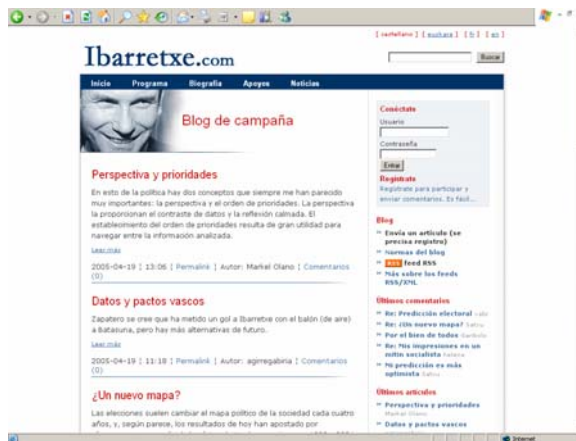 [ castellano ] [ euskara ] [ fr ] [ en ]
Ibarretxe.com
Buscar
Inicio Programa Biografía Apoyos Noticias
Blog de campaña
Perspectiva y prioridades
En esto de la política hay dos conceptos que siempre me han parecido
muy importantes: la perspectiva y el orden de prioridades. La perspectiva
la proporcionan el contraste de datos y la reflexión calmada. El
establecimiento del orden de prioridades resulta de gran utilidad para
navegar entre la información analizada.
Leer más
2005-04-19 | 13:06 | Permalink | Autor: Markel Olano | Comentarios
(0)
Datos y pactos vascos
Zapatero se cree que ha metido un gol a Ibarretxe con el balón (de aire)
a Batasuna, pero hay más alternativas de futuro.
Leer más
2005-04-19 | 11:18 | Permalink | Autor: agirregabiria | Comentarios
(0)
¿Un nuevo mapa?
Las elecciones suelen cambiar el mapa político de la sociedad cada cuatro
años, y, según parece, los resultados de hoy han apostado por
Conéctate
Usuario
Contraseña
Entrar
Regístrate
Regístrate para participar y
enviar comentarios. Es fácil...
Blog
Envía un artículo (se
precisa registro)
Normas del blog
RSS feed RSS
Más sobre los feeds
RSS/XML
Últimos comentarios
Re: Predicción electoral
Re: ¿Un nuevo mapa?
Por el bien de todos
Re: Mis impresiones en un
mitin socialista
Mi predicción es más
optimista
Últimos artículos
Perspectiva y prioridades
Markel Olano
Datos y pactos vascos
Internet